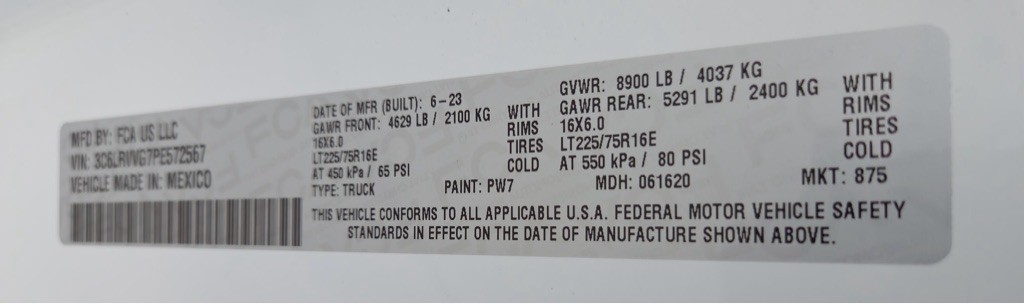 MFD BY: FCA US LLC
VIN: 3C6LRVVG7PE572567
VEHICLE MADE IN: MEXICO
DATE OF MFR (BUILT): 6-23
GAWR FRONT: 4629 LB / 2100 KG WITH
16X6.0 RIMS
LT225/75R16E TIRES
AT 450 kPa / 65 PSI COLD
TYPE: TRUCK
GVWR: 8900 LB / 4037 KG
GAWR REAR: 5291 LB / 2400 KG WITH
16X6.0 RIMS
LT225/75R16E TIRES
AT 550 kPa / 80 PSI COLD
PAINT: PW7 MDH: 061620 MKT: 875
THIS VEHICLE CONFORMS TO ALL APPLICABLE U.S.A. FEDERAL MOTOR VEHICLE SAFETY
STANDARDS IN EFFECT ON THE DATE OF MANUFACTURE SHOWN ABOVE.